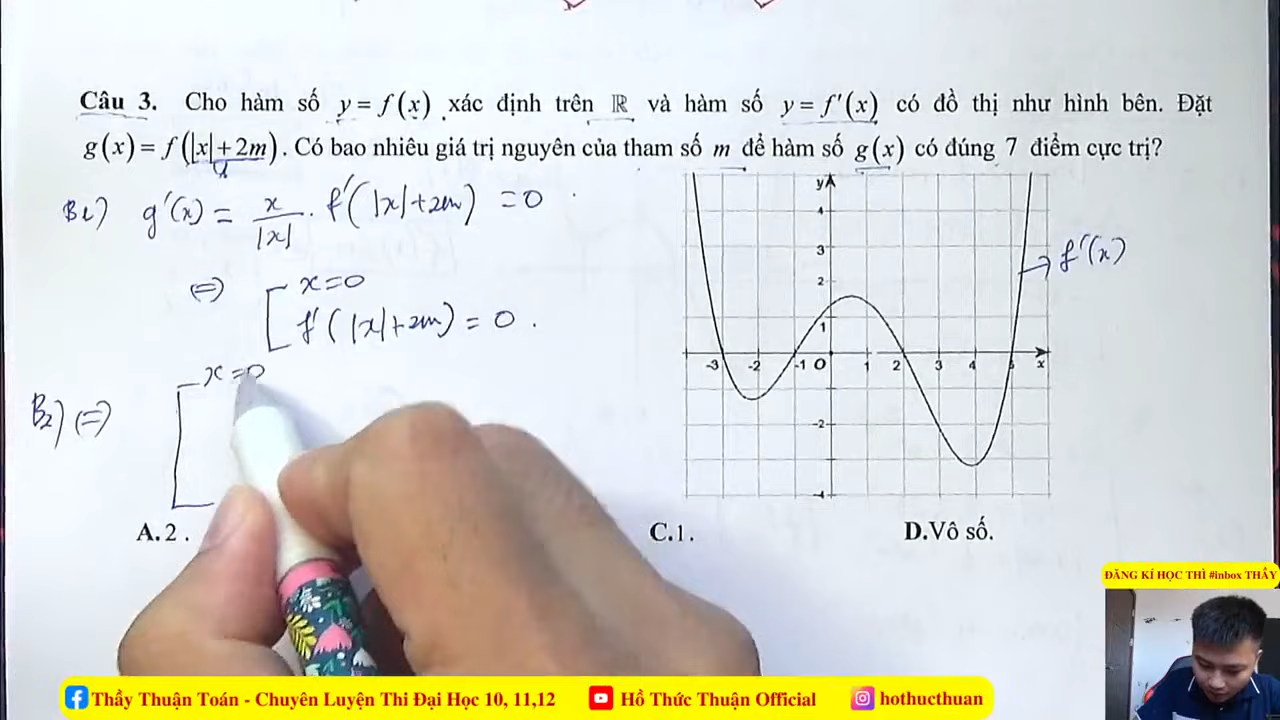 Câu 3. Cho hàm số y = f(x) xác định trên ℝ và hàm số y = f'(x) có đồ thị như hình bên. Đặt
g(x) = f(|x| + 2m). Có bao nhiêu giá trị nguyên của tham số m để hàm số g(x) có đúng 7 điểm cực trị?
u
B1) g'(x) = x/|x| . f'(|x|+2m) = 0 .
⇔ [ x = 0
f'(|x|+2m) = 0 .
B2) ⇔ [ x = 0
y
4
3
2
1
-3 -2 -1 O 1 2 3 4 5 x
-2
-4
→ f'(x)
A. 2 .
C. 1.
D. Vô số.
ĐĂNG KÍ HỌC THÌ #inbox THẦY
Thầy Thuận Toán - Chuyên Luyện Thi Đại Học 10, 11,12
Hồ Thức Thuận Official
hothucthuan